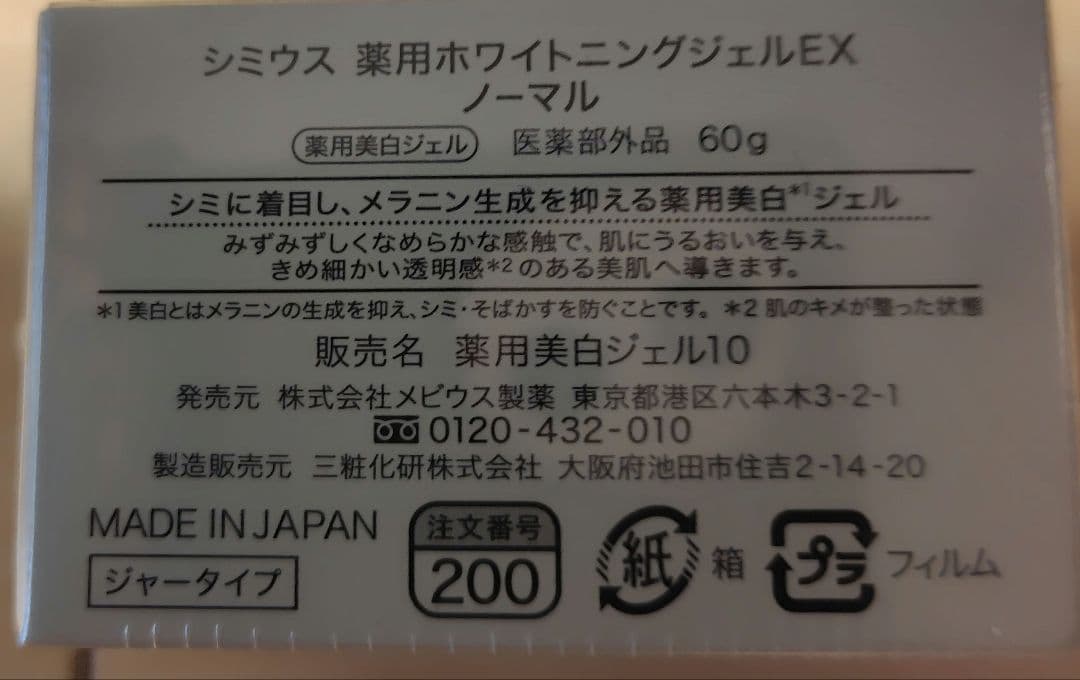 シミウス 薬用ホワイトニングジェルEX
ノーマル
薬用美白ジェル 医薬部外品 60g
シミに着目し、メラニン生成を抑える薬用美白*1ジェル
みずみずしくなめらかな感触で、肌にうるおいを与え、
きめ細かい透明感*2のある美肌へ導きます。
*1美白とはメラニンの生成を抑え、シミ・そばかすを防ぐことです。 *2 肌のキメが整った状態
販売名 薬用美白ジェル10
発売元 株式会社メビウス製薬 東京都港区六本木3-2-1
0120-432-010
製造販売元 三粧化研株式会社 大阪府池田市住吉2-14-20
MADE IN JAPAN
ジャータイプ
注文番号
200
紙 箱
プラ フィルム